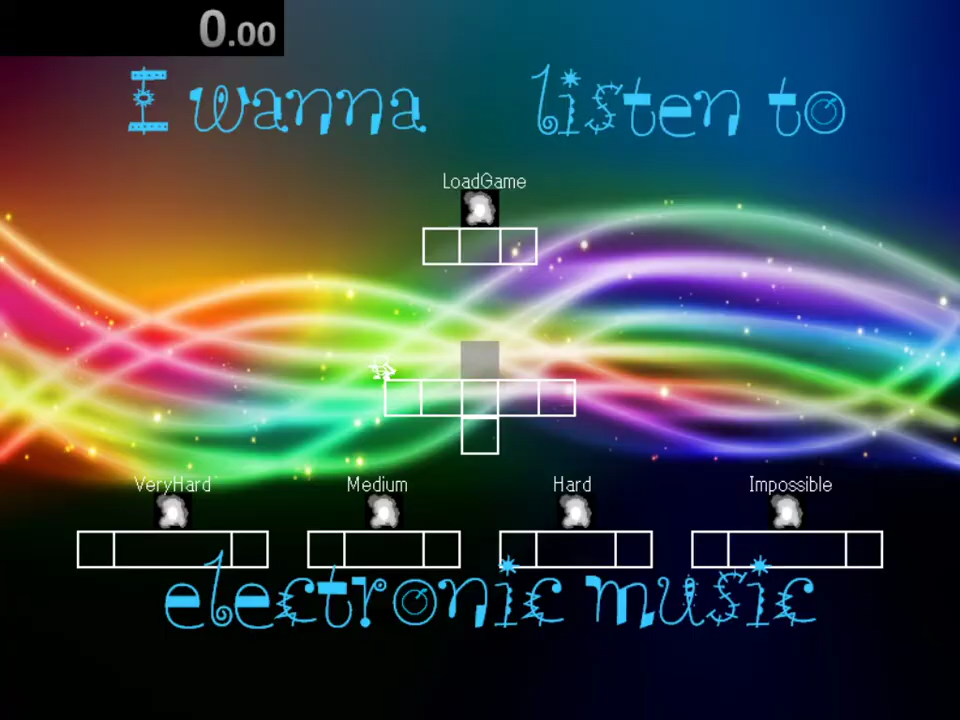 0.00
I wanna listen to
LoadGame
VeryHard Medium Hard Impossible
electronic music